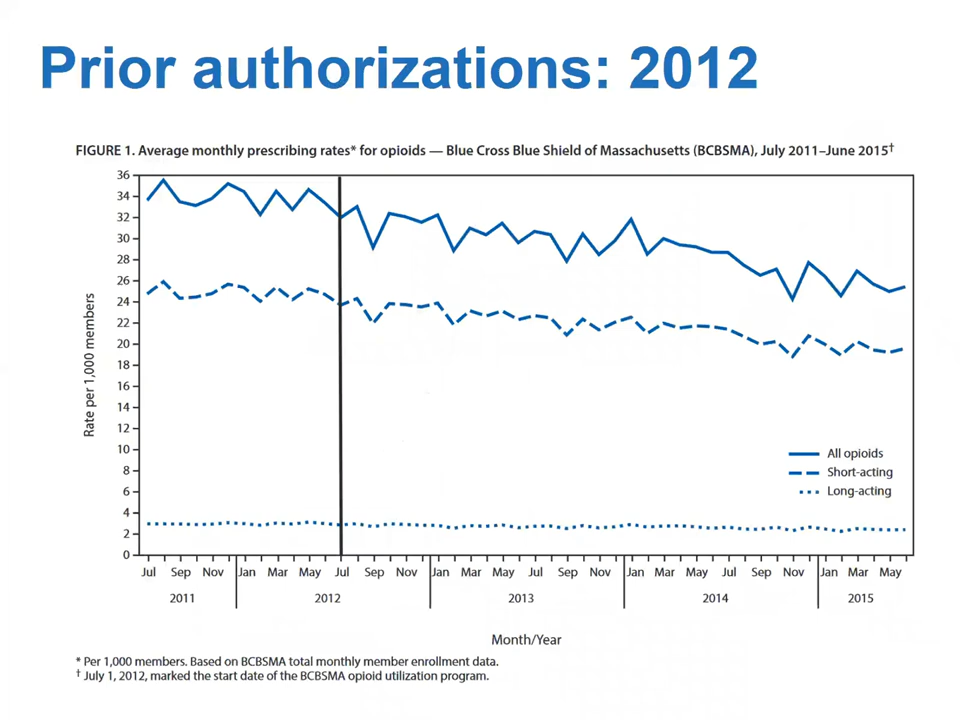 Prior authorizations: 2012
FIGURE 1. Average monthly prescribing rates* for opioids — Blue Cross Blue Shield of Massachusetts (BCBSMA), July 2011–June 2015†
36
34
32
30
28
26
24
22
20
18
16
14
12
10
8
6
4
2
0
Rate per 1,000 members
All opioids
Short-acting
Long-acting
Jul Sep Nov Jan Mar May Jul Sep Nov Jan Mar May Jul Sep Nov Jan Mar May Jul Sep Nov Jan Mar May
2011 2012 2013 2014 2015
Month/Year
* Per 1,000 members. Based on BCBSMA total monthly member enrollment data.
† July 1, 2012, marked the start date of the BCBSMA opioid utilization program.